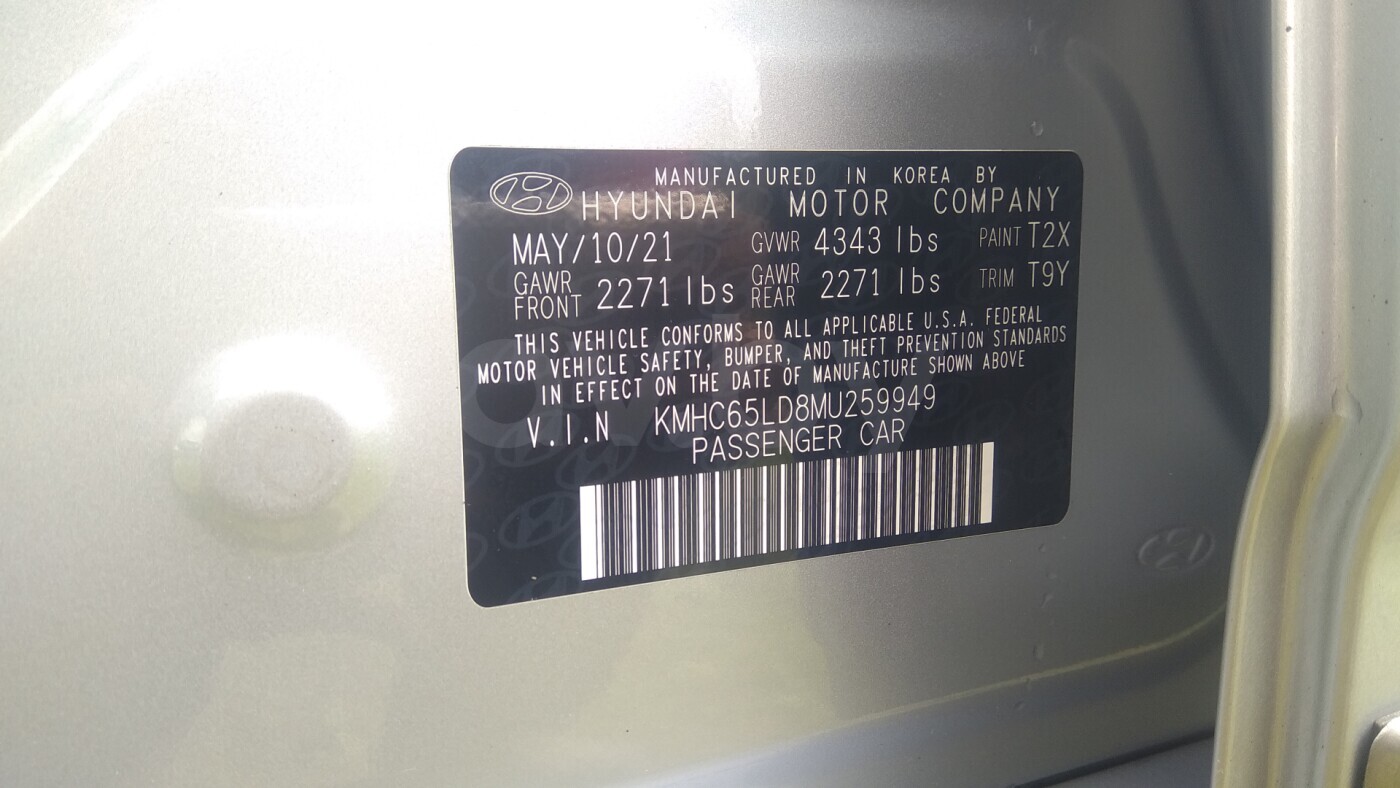 MANUFACTURED IN KOREA BY
HYUNDAI MOTOR COMPANY
MAY/10/21 GVWR 4343 lbs PAINT T2X
GAWR FRONT 2271 lbs GAWR REAR 2271 lbs TRIM T9Y
THIS VEHICLE CONFORMS TO ALL APPLICABLE U.S.A. FEDERAL
MOTOR VEHICLE SAFETY, BUMPER, AND THEFT PREVENTION STANDARDS
IN EFFECT ON THE DATE OF MANUFACTURE SHOWN ABOVE
V.I.N KMHC65LD8MU259949
PASSENGER CAR